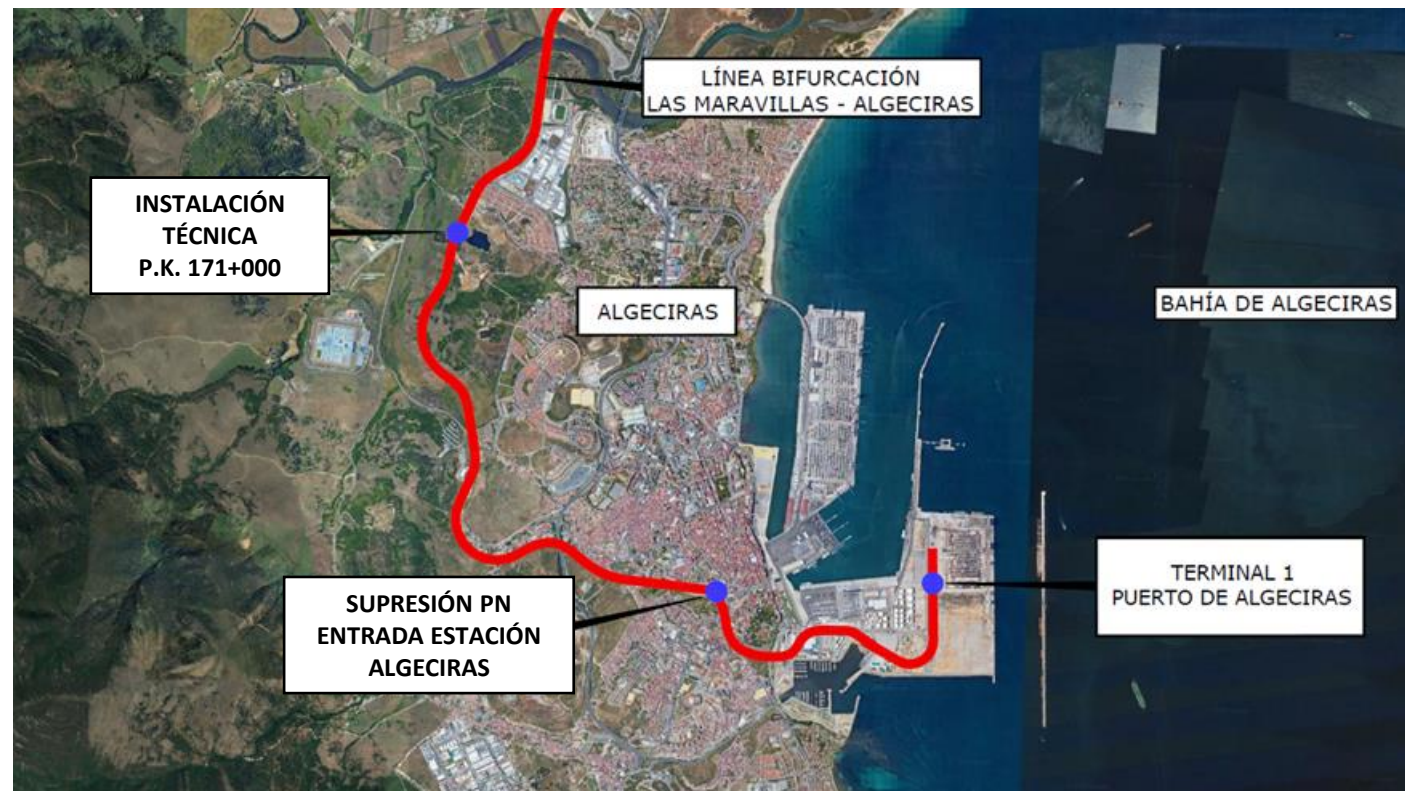 LÍNEA BIFURCACIÓN
LAS MARAVILLAS - ALGECIRAS
INSTALACIÓN
TÉCNICA
P.K. 171+000
ALGECIRAS
BAHÍA DE ALGECIRAS
SUPRESIÓN PN
ENTRADA ESTACIÓN
ALGECIRAS
TERMINAL 1
PUERTO DE ALGECIRAS